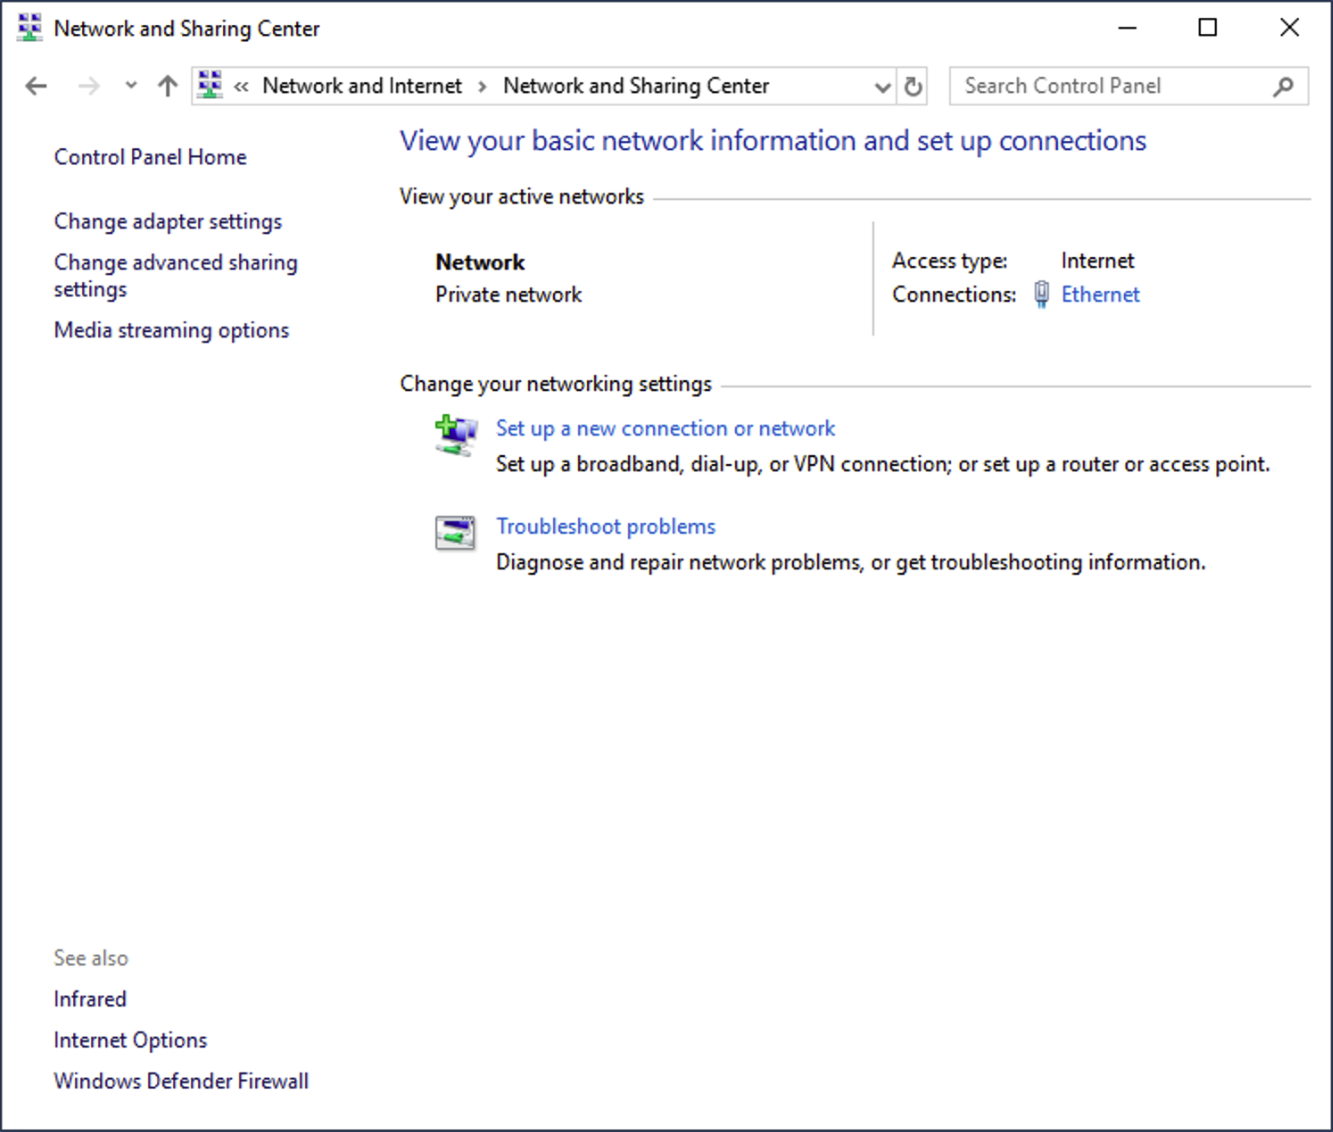 Network and Sharing Center
« Network and Internet › Network and Sharing Center
Search Control Panel
Control Panel Home
Change adapter settings
Change advanced sharing
settings
Media streaming options
View your basic network information and set up connections
View your active networks
Network
Private network
Access type: Internet
Connections: Ethernet
Change your networking settings
Set up a new connection or network
Set up a broadband, dial-up, or VPN connection; or set up a router or access point.
Troubleshoot problems
Diagnose and repair network problems, or get troubleshooting information.
See also
Infrared
Internet Options
Windows Defender Firewall